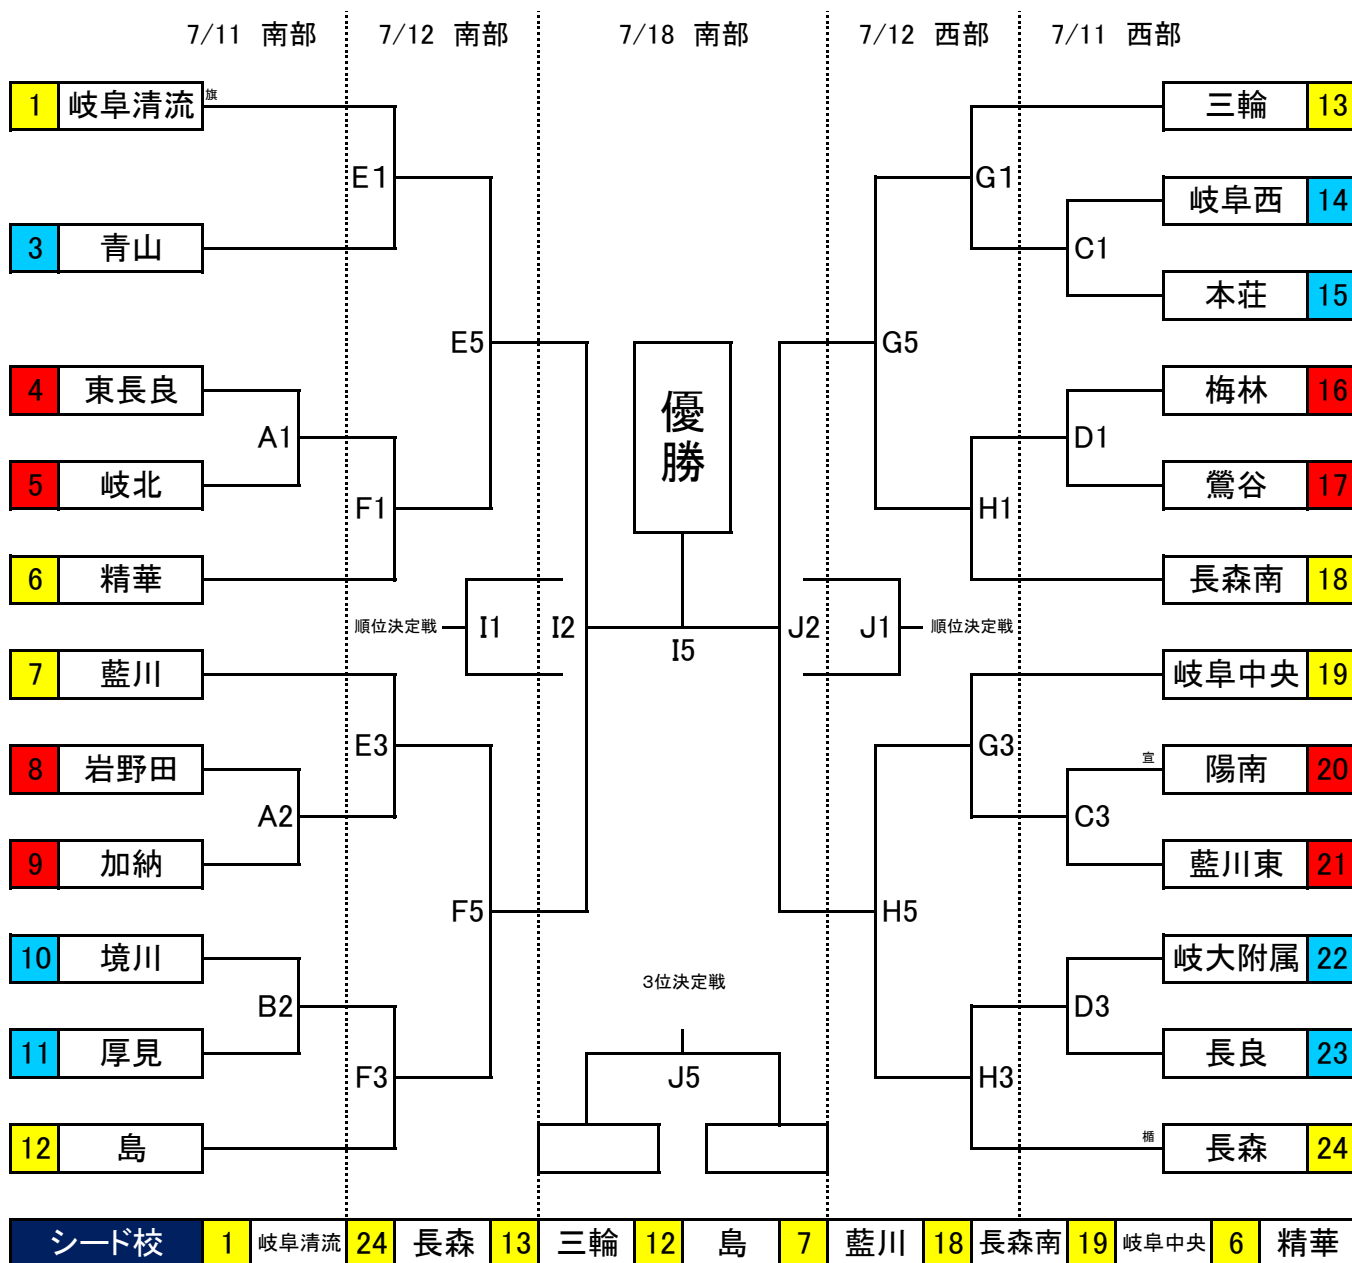 7/11 南部 7/12 南部 7/18 南部 7/12 西部 7/11 西部
1 岐阜清流 旗
三輪 13
E1 G1
岐阜西 14
3 青山
C1
本荘 15
E5 G5
4 東長良
梅林 16
優勝
A1 D1
5 岐北
鶯谷 17
F1 H1
6 精華
長森南 18
順位決定戦 I1 I2 I5 J2 J1 順位決定戦
7 藍川
岐阜中央 19
E3 G3
8 岩野田
宣 陽南 20
A2 C3
9 加納
藍川東 21
F5 H5
10 境川
岐大附属 22
3位決定戦
B2 D3
11 厚見
長良 23
F3 J5 H3
12 島
楯 長森 24
シード校 1 岐阜清流 24 長森 13 三輪 12 島 7 藍川 18 長森南 19 岐阜中央 6 精華